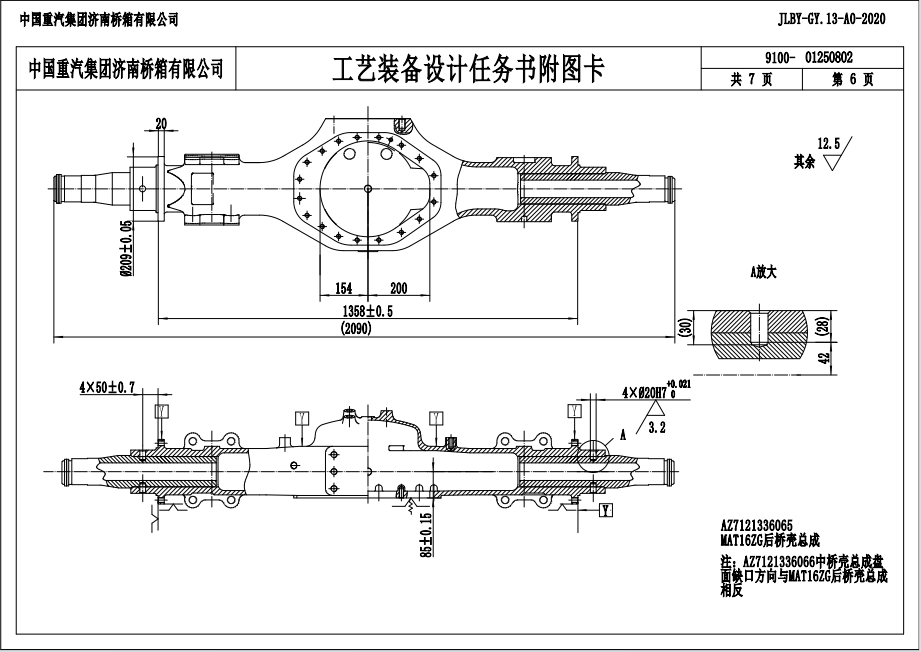 中国重汽集团济南桥箱有限公司
JLBY-GY.13-A0-2020
中国重汽集团济南桥箱有限公司
工艺装备设计任务书附图卡
9100- 01250802
共 7 页
第 6 页
20
12.5
其余
Ø209±0.05
154
200
1358±0.5
(2090)
A放大
(30)
(28)
42
4×50±0.7
4×Ø20H7 +0.021 0
3.2
A
Y
Y
Y
Y
Y
85±0.15
AZ7121336065
MAT16ZG后桥壳总成
注：AZ7121336066中桥壳总成盘
面缺口方向与MAT16ZG后桥壳总成
相反